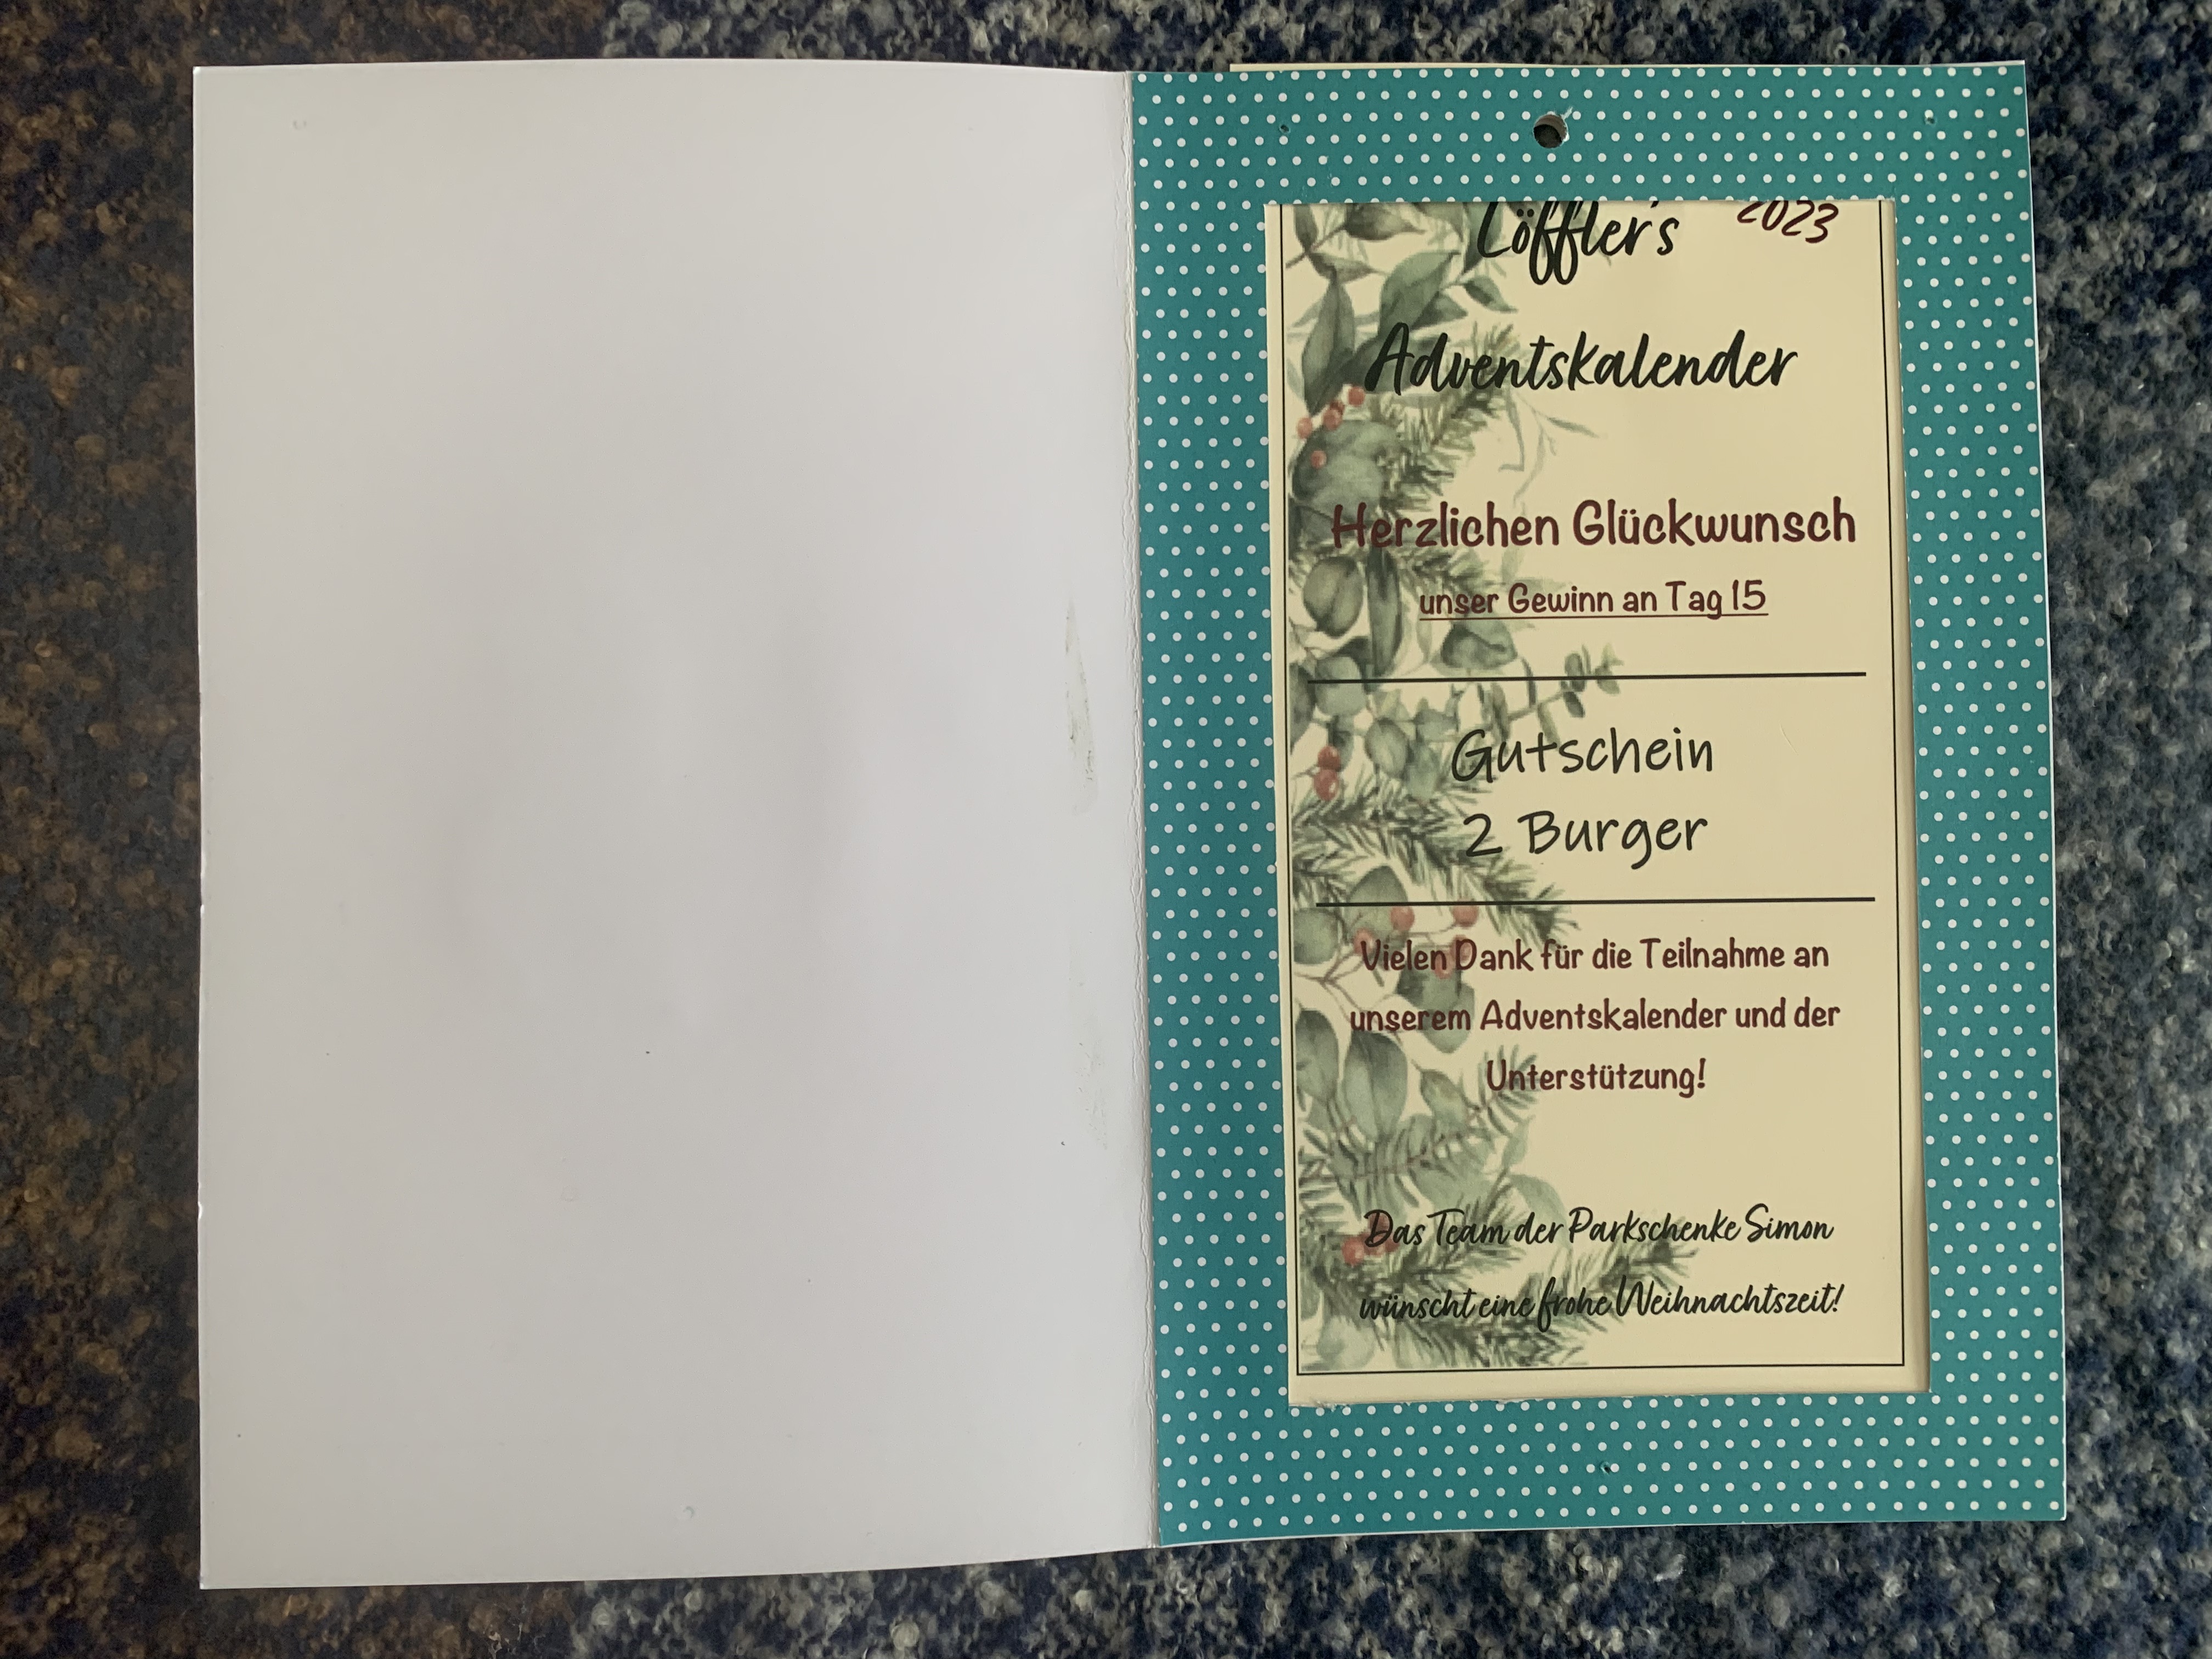 Löffler's 2023
Adventskalender
Herzlichen Glückwunsch
unser Gewinn an Tag 15
Gutschein
2 Burger
Vielen Dank für die Teilnahme an
unserem Adventskalender und der
Unterstützung!
Das Team der Parkschenke Simon
wünscht eine frohe Weihnachtszeit!